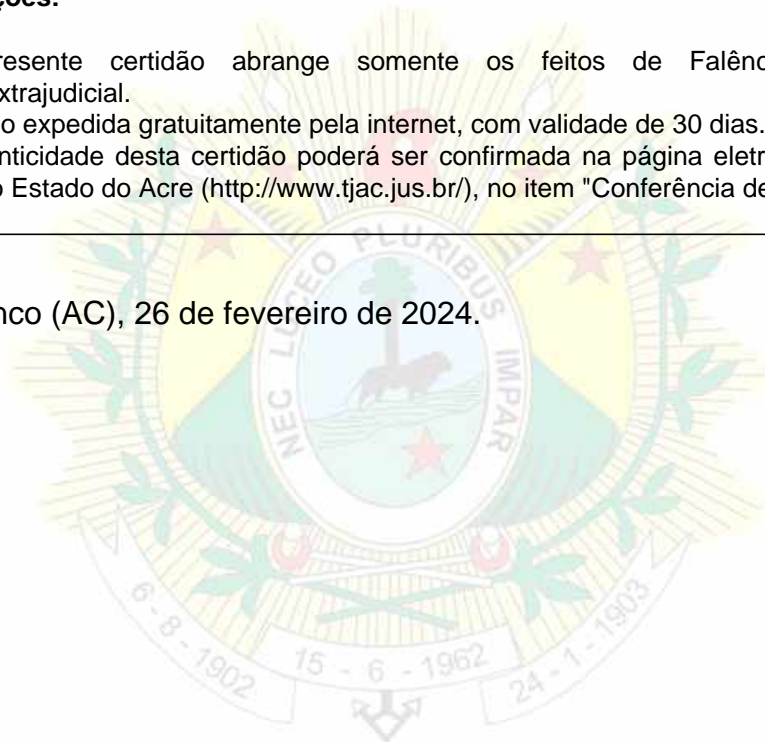 ções:
resente certidão abrange somente os feitos de Falênc
xtrajudicial.
o expedida gratuitamente pela internet, com validade de 30 dias.
nticidade desta certidão poderá ser confirmada na página eletr
o Estado do Acre (http://www.tjac.jus.br/), no item "Conferência de
nco (AC), 26 de fevereiro de 2024.
NEC LUCEO PLURIBUS IMPAR
6 - 8 - 1902
15 - 6 - 1962
24 - 1 - 1903